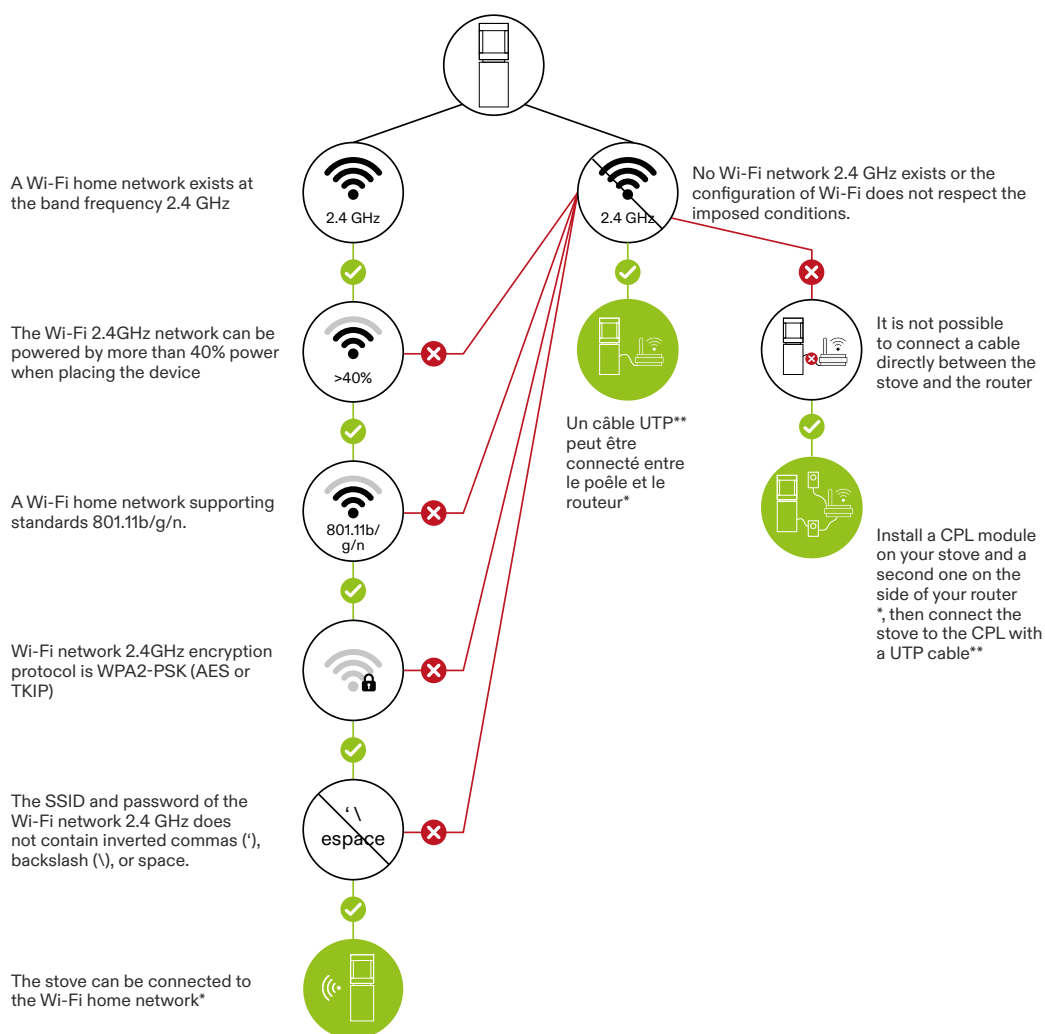 A Wi-Fi home network exists at
the band frequency 2.4 GHz
2.4 GHz
2.4 GHz
No Wi-Fi network 2.4 GHz exists or the
configuration of Wi-Fi does not respect the
imposed conditions.
The Wi-Fi 2.4GHz network can be
powered by more than 40% power
when placing the device
>40%
It is not possible
to connect a cable
directly between the
stove and the router
Un câble UTP**
peut être
connecté entre
le poêle et le
routeur*
A Wi-Fi home network supporting
standards 801.11b/g/n.
801.11b/
g/n
Install a CPL module
on your stove and a
second one on the
side of your router
*, then connect the
stove to the CPL with
a UTP cable**
Wi-Fi network 2.4GHz encryption
protocol is WPA2-PSK (AES or
TKIP)
The SSID and password of the
Wi-Fi network 2.4 GHz does
not contain inverted commas (‘),
backslash (\), or space.
‘ \
espace
The stove can be connected to
the Wi-Fi home network*